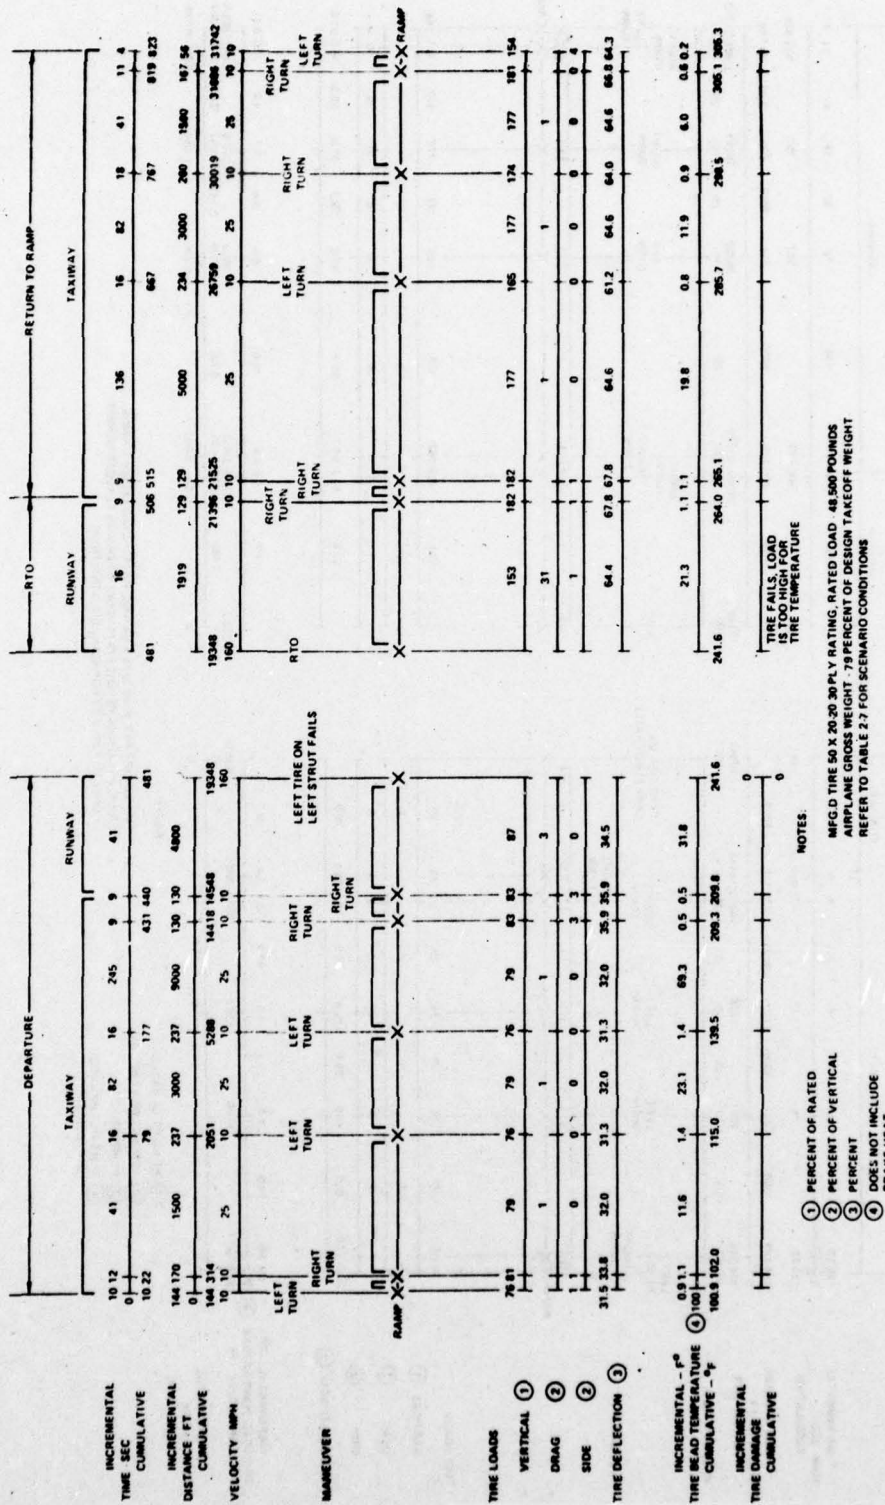 DEPARTURE RTO RETURN TO RAMP
TAXIWAY RUNWAY RUNWAY TAXIWAY
INCREMENTAL 10 12 41 16 82 16 245 9 9 41 16 9 9 136 16 82 18 41 11 4
TIME - SEC 0
CUMULATIVE 10 22 79 177 431 440 481 481 506 515 667 767 819 823
INCREMENTAL 144 170 1500 237 3000 237 9000 130 130 4800 1919 129 129 5000 234 3000 280 1500 167 56
DISTANCE - FT 0
CUMULATIVE 144 314 2051 5288 14418 14548 19348 19348 21396 21525 26759 30019 31742
VELOCITY MPH 10 10 25 10 25 10 25 10 10 160 160 10 10 25 10 25 10 25 10 10
MANEUVER LEFT TURN RIGHT TURN LEFT TURN LEFT TURN RIGHT TURN RIGHT TURN LEFT TIRE ON LEFT STRUT FAILS RTO RIGHT TURN RIGHT TURN LEFT TURN RIGHT TURN RIGHT TURN LEFT TURN
RAMP RAMP
TIRE LOADS
VERTICAL ① 76 81 79 76 79 76 79 83 83 87 153 182 182 177 165 177 174 177 181 154
DRAG ② 1 1 1 3 31 1 1 1
SIDE ② 1 1 0 0 0 0 0 3 3 0 1 1 1 0 0 0 0 0 0 4
TIRE DEFLECTION ③ 31.5 33.8 32.0 31.3 32.0 31.3 32.0 35.9 35.9 34.5 64.4 67.8 67.8 64.6 61.2 64.6 64.0 64.6 66.8 64.3
INCREMENTAL - F° 0.9 1.1 11.6 1.4 23.1 1.4 69.3 0.5 0.5 31.8 21.3 1.1 1.1 19.8 0.8 11.9 0.9 6.0 0.6 0.2
TIRE BEAD TEMPERATURE ④ 100
CUMULATIVE - °F 100.9 102.0 115.0 139.5 209.3 209.8 241.6 241.6 264.0 265.1 285.7 298.5 305.1 305.3
INCREMENTAL 0
TIRE DAMAGE
CUMULATIVE 0
TIRE FAILS, LOAD
IS TOO HIGH FOR
TIRE TEMPERATURE
① PERCENT OF RATED
② PERCENT OF VERTICAL
③ PERCENT
④ DOES NOT INCLUDE
NOTES:
MFG.D TIRE 50 X 20-20 30 PLY RATING, RATED LOAD - 48,500 POUNDS
AIRPLANE GROSS WEIGHT - 79 PERCENT OF DESIGN TAKEOFF WEIGHT
REFER TO TABLE 2-7 FOR SCENARIO CONDITIONS